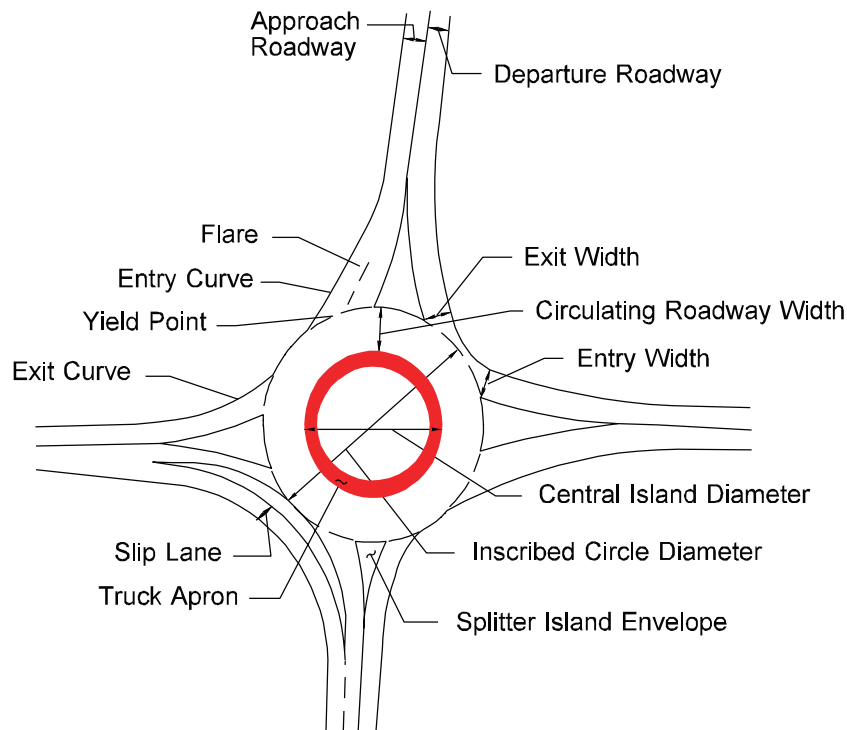 Approach
Roadway
Departure Roadway
Flare
Exit Width
Entry Curve
Circulating Roadway Width
Yield Point
Entry Width
Exit Curve
Central Island Diameter
Slip Lane
Inscribed Circle Diameter
Truck Apron
Splitter Island Envelope